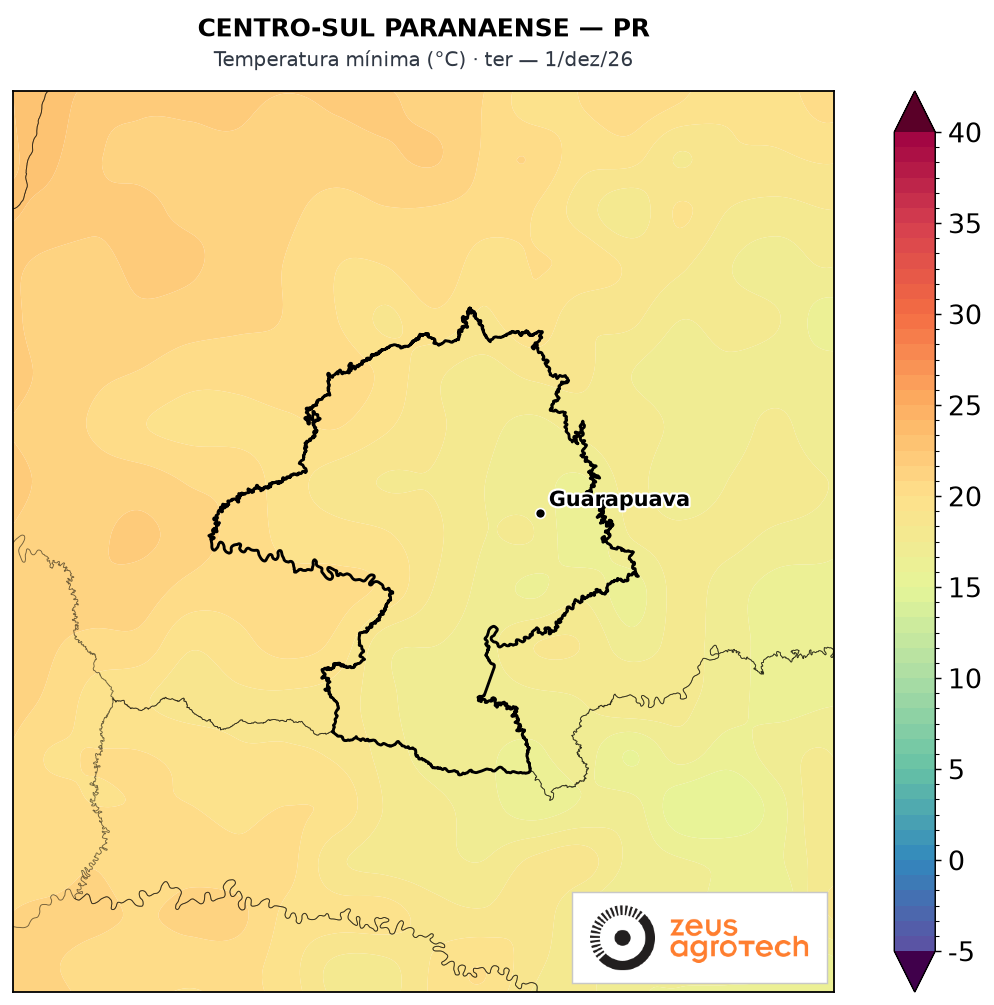 CENTRO-SUL PARANAENSE — PR
Temperatura mínima (°C) · ter — 1/dez/26
40
35
30
25
20
15
10
5
0
-5
Guarapuava
zeus
agrotech